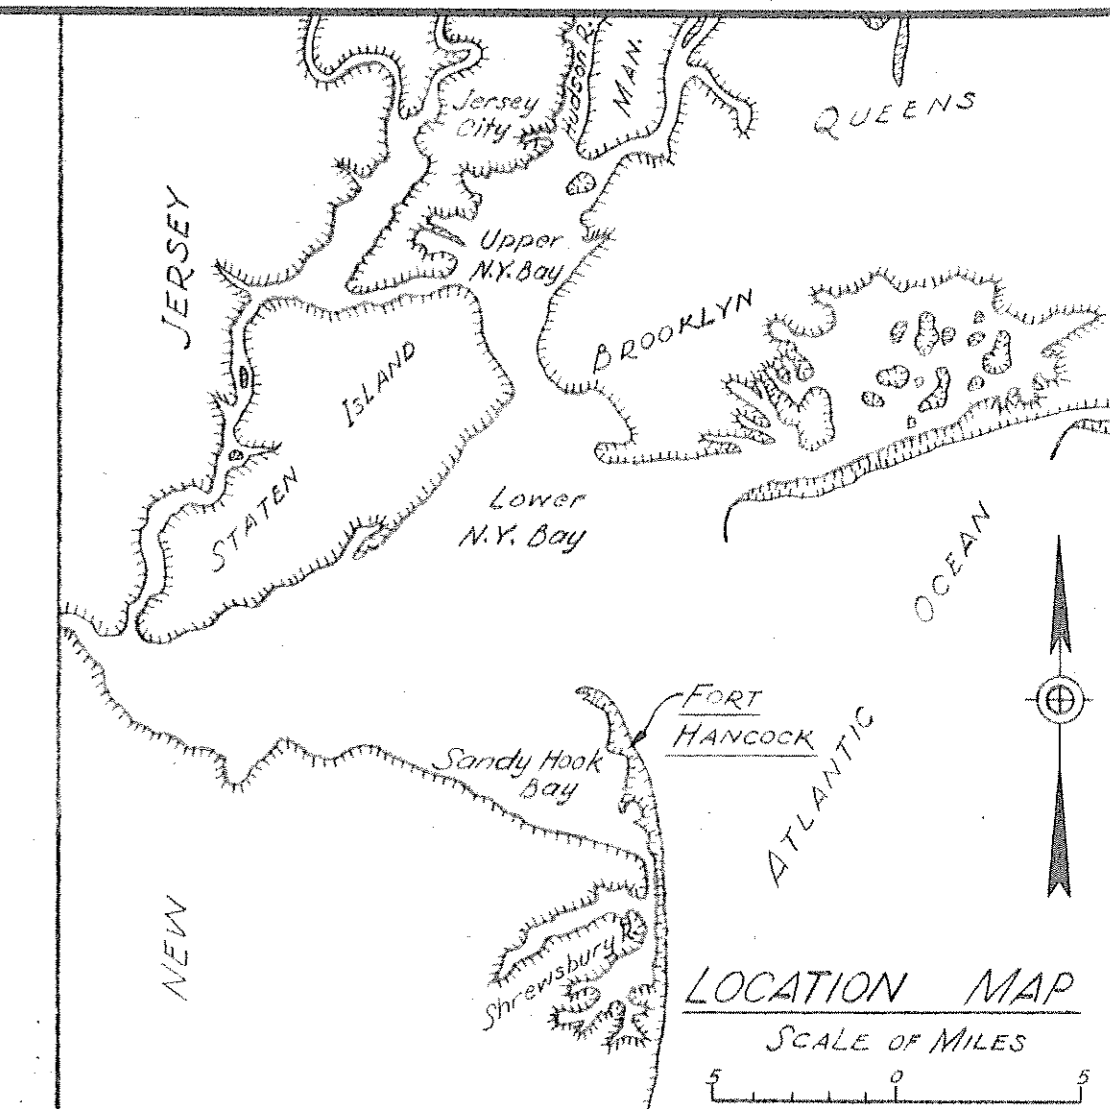 Hudson R.
MAN.
Jersey
City
QUEENS
JERSEY
Upper
N.Y. Bay
BROOKLYN
ISLAND
STATEN
Lower
N.Y. Bay
OCEAN
FORT
HANCOCK
Sandy Hook
Bay
ATLANTIC
NEW
Shrewsbury R.
LOCATION MAP
SCALE OF MILES
5 0 5